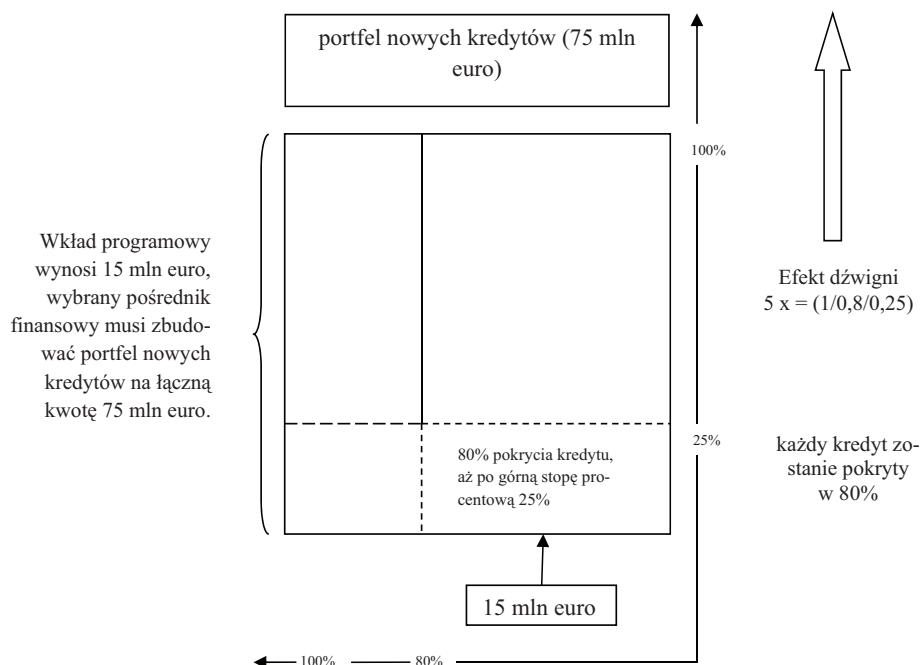 portfel nowych kredytów (75 mln
euro)
100%
Wkład programowy
wynosi 15 mln euro,
wybrany pośrednik
finansowy musi zbudo-
wać portfel nowych
kredytów na łączną
kwotę 75 mln euro.
Efekt dźwigni
5 x = (1/0,8/0,25)
25%
80% pokrycia kredytu,
aż po górną stopę pro-
centową 25%
każdy kredyt zo-
stanie pokryty
w 80%
15 mln euro
100%
80%